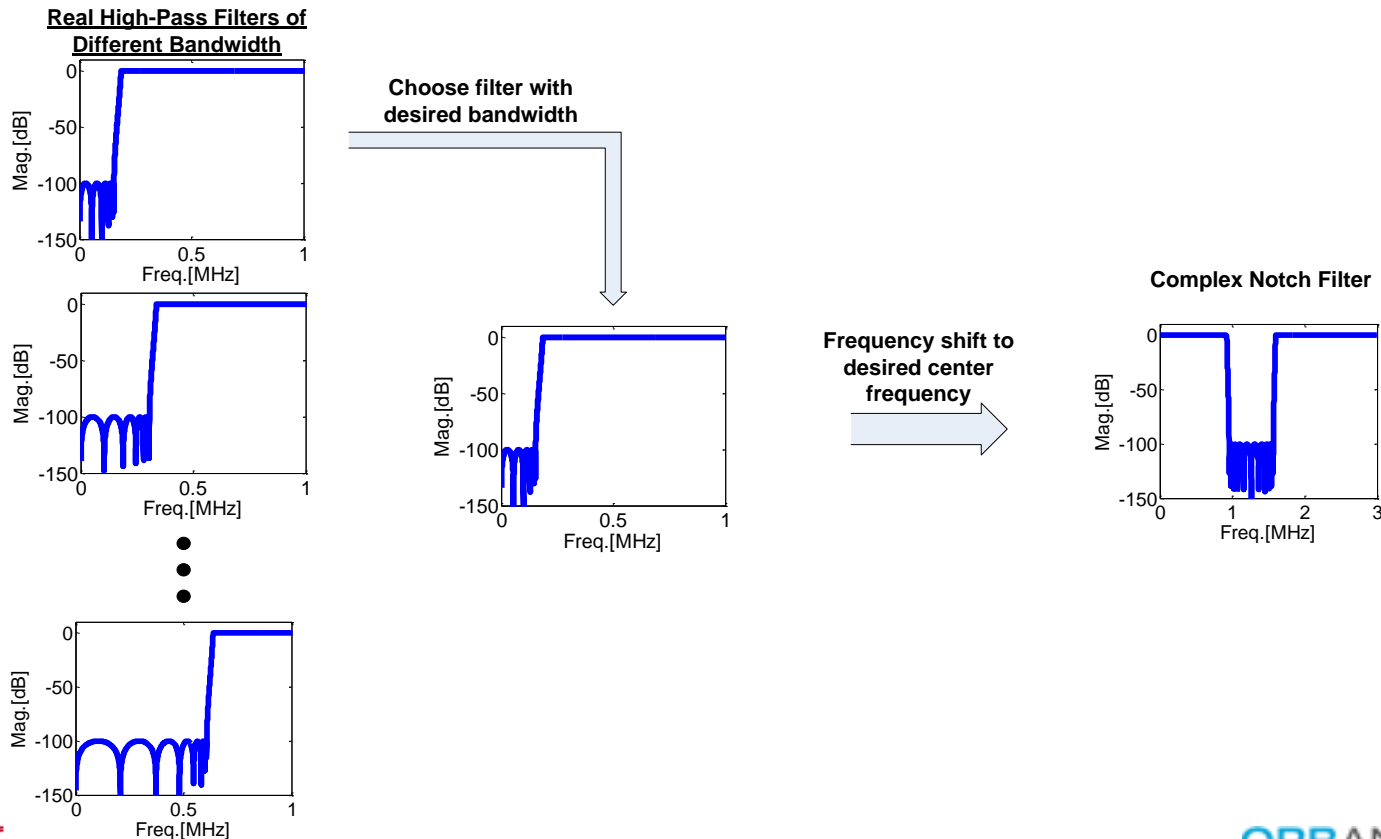 Real High-Pass Filters of
Different Bandwidth
0
-50
-100
-150
Mag.[dB]
0 0.5 1
Freq.[MHz]
Choose filter with
desired bandwidth
0
-50
-100
-150
Mag.[dB]
0 0.5 1
Freq.[MHz]
0
-50
-100
-150
Mag.[dB]
0 0.5 1
Freq.[MHz]
Frequency shift to
desired center
frequency
Complex Notch Filter
0
-50
-100
-150
Mag.[dB]
0 1 2 3
Freq.[MHz]
0
-50
-100
-150
Mag.[dB]
0 0.5 1
Freq.[MHz]